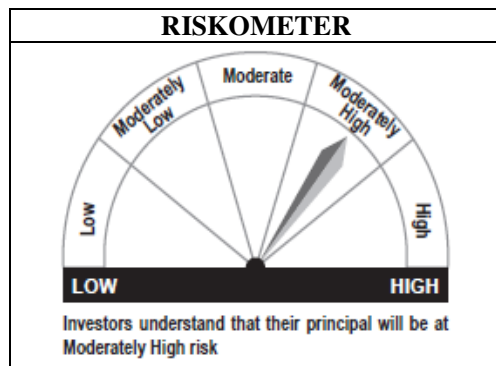 RISKOMETER
Low
Moderately
Low
Moderate
Moderately
High
High
LOW HIGH
Investors understand that their principal will be at
Moderately High risk